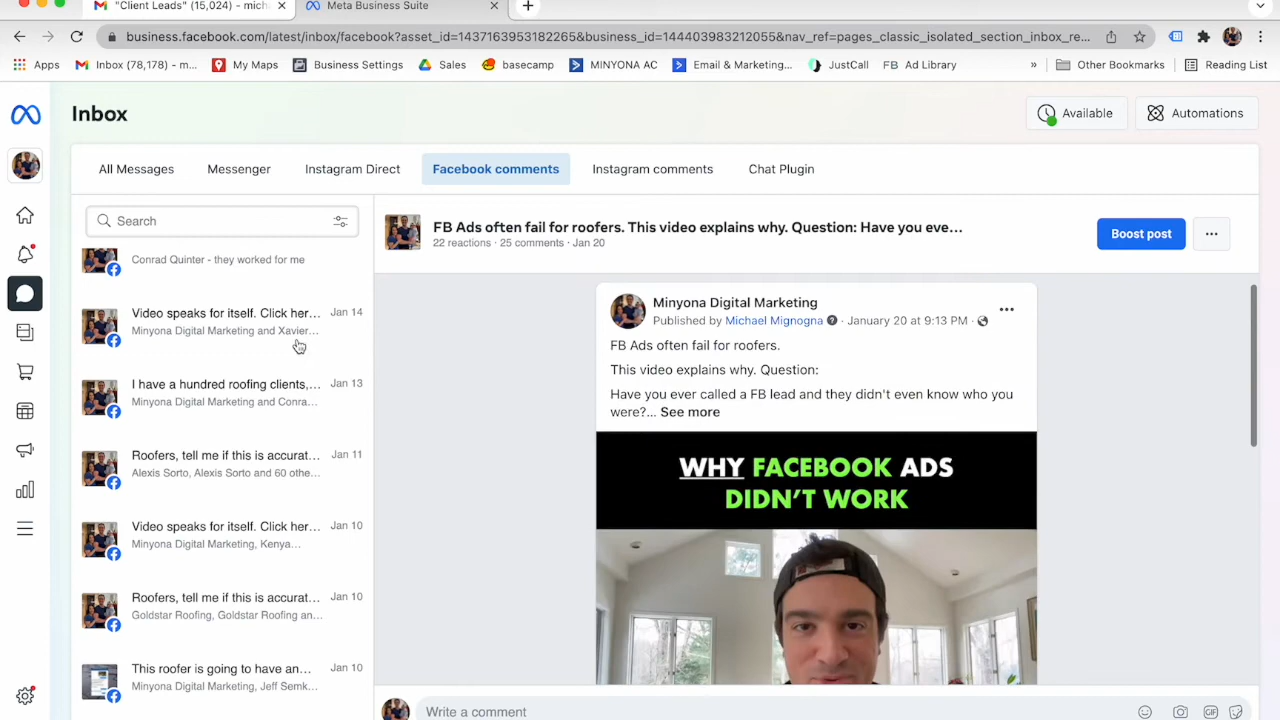 "Client Leads" (15,024) - mich
Meta Business Suite
business.facebook.com/latest/inbox/facebook?asset_id=1437163953182265&business_id=144403983212055&nav_ref=pages_classic_isolated_section_inbox_re...
Apps
Inbox (78,178) - m...
My Maps
Business Settings
Sales
basecamp
MINYONA AC
Email & Marketing...
JustCall
FB Ad Library
»
Other Bookmarks
Reading List
Inbox
Available
Automations
All Messages
Messenger
Instagram Direct
Facebook comments
Instagram comments
Chat Plugin
Search
Conrad Quinter - they worked for me
Video speaks for itself. Click her... Jan 14
Minyona Digital Marketing and Xavier...
I have a hundred roofing clients,... Jan 13
Minyona Digital Marketing and Conra...
Roofers, tell me if this is accurat... Jan 11
Alexis Sorto, Alexis Sorto and 60 othe...
Video speaks for itself. Click her... Jan 10
Minyona Digital Marketing, Kenya...
Roofers, tell me if this is accurat... Jan 10
Goldstar Roofing, Goldstar Roofing an...
This roofer is going to have an... Jan 10
Minyona Digital Marketing, Jeff Semk...
FB Ads often fail for roofers. This video explains why. Question: Have you eve...
22 reactions · 25 comments · Jan 20
Boost post
Minyona Digital Marketing
Published by Michael Mignogna · January 20 at 9:13 PM ·
FB Ads often fail for roofers.
This video explains why. Question:
Have you ever called a FB lead and they didn't even know who you
were?... See more
WHY FACEBOOK ADS
DIDN'T WORK
Write a comment
GIF